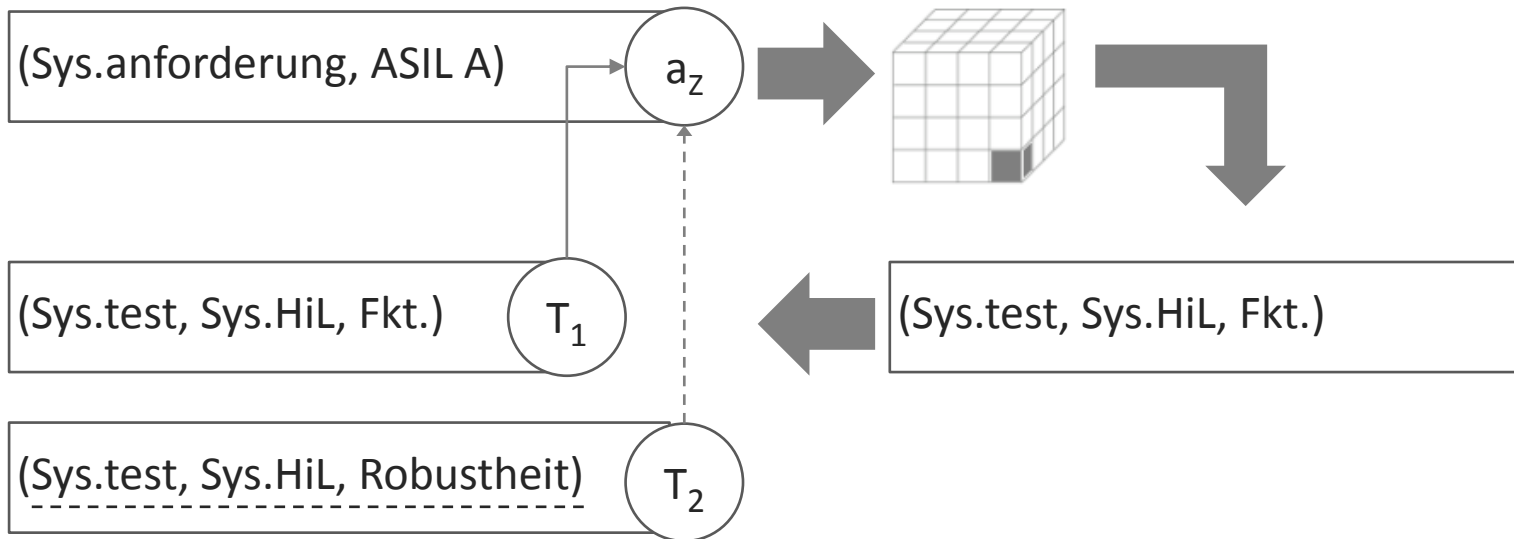 (Sys.anforderung, ASIL A)
a_Z
(Sys.test, Sys.HiL, Fkt.)
T_1
(Sys.test, Sys.HiL, Fkt.)
(Sys.test, Sys.HiL, Robustheit)
T_2